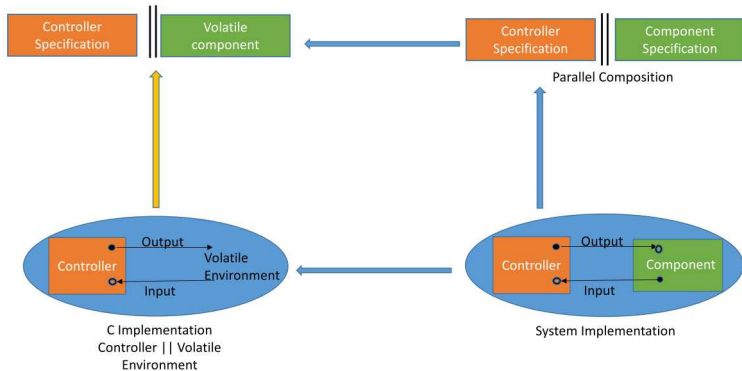 Controller
Specification
||
Volatile
component
Controller
Specification
||
Component
Specification
Parallel Composition
Output
Controller
Volatile
Environment
Input
C Implementation
Controller || Volatile
Environment
Output
Controller
Component
Input
System Implementation